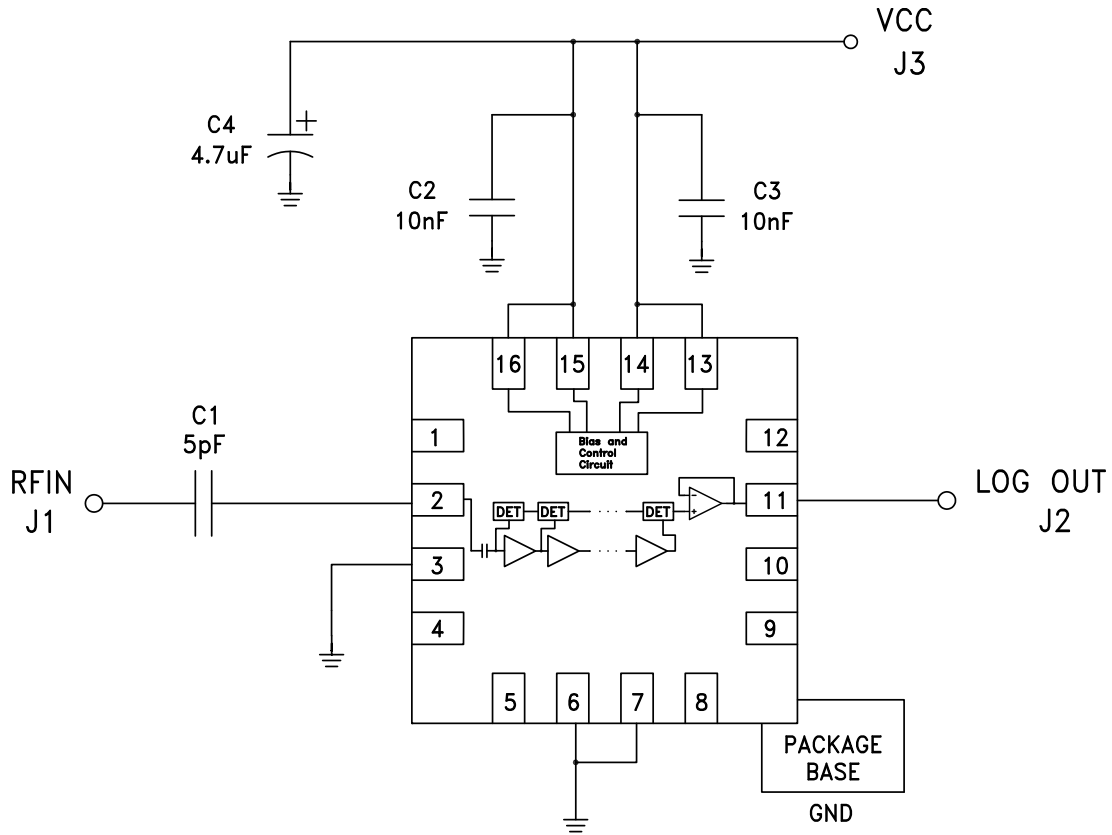 VCC
J3
C4
+
4.7uF
C2
10nF
C3
10nF
16 15 14 13
Bias and
Control
Circuit
C1
5pF
1
12
RFIN
J1
2
11
LOG OUT
J2
DET DET DET
-
+
3
10
4
9
5 6 7 8
PACKAGE
BASE
GND